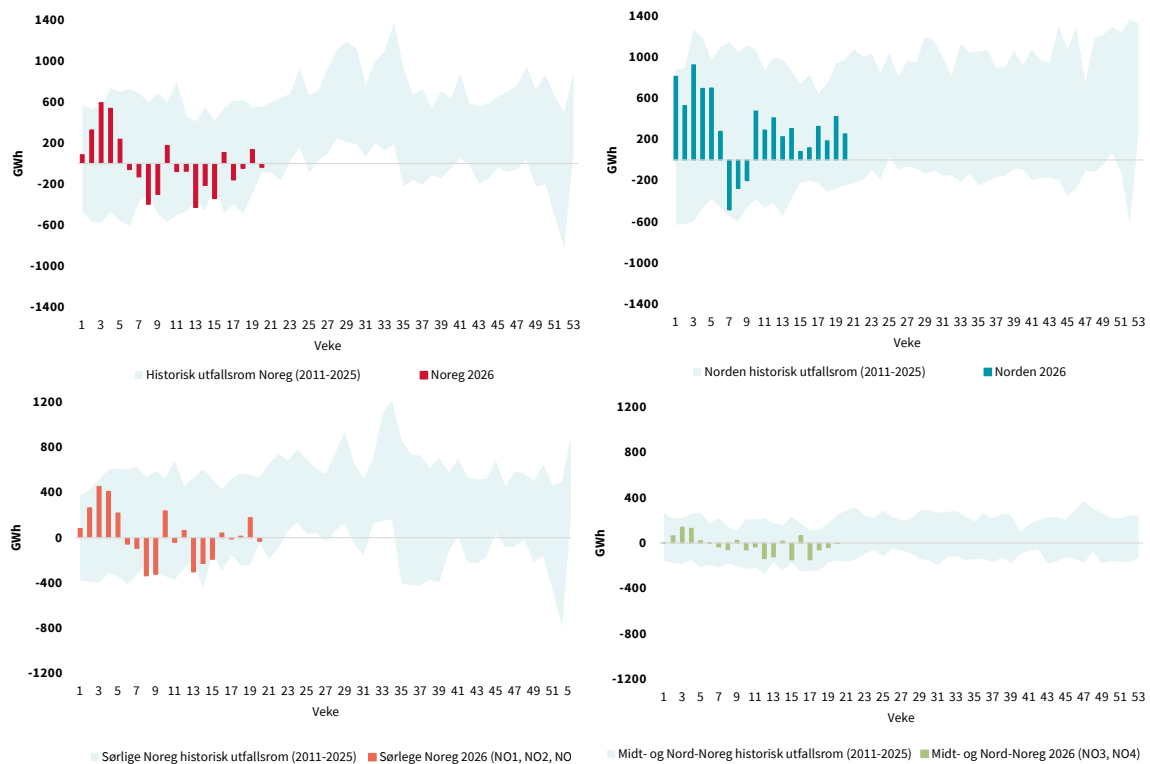 1400
1000
600
200
-200
-600
-1000
-1400
GWh
1 3 5 7 9 11 13 15 17 19 21 23 25 27 29 31 33 35 37 39 41 43 45 47 49 51 53
Veke
Historisk utfallsrom Noreg (2011-2025) Noreg 2026
1400
1000
600
200
-200
-600
-1000
-1400
GWh
1 3 5 7 9 11 13 15 17 19 21 23 25 27 29 31 33 35 37 39 41 43 45 47 49 51 53
Veke
Norden historisk utfallsrom (2011-2025) Norden 2026
1200
800
400
0
-400
-800
-1200
GWh
1 3 5 7 9 11 13 15 17 19 21 23 25 27 29 31 33 35 37 39 41 43 45 47 49 51 5
Veke
Sørlige Noreg historisk utfallsrom (2011-2025) Sørlege Noreg 2026 (NO1, NO2, NO
1200
800
400
0
-400
-800
-1200
GWh
1 3 5 7 9 11 13 15 17 19 21 23 25 27 29 31 33 35 37 39 41 43 45 47 49 51 53
Veke
Midt- og Nord-Noreg historisk utfallsrom (2011-2025) Midt- og Nord-Noreg 2026 (NO3, NO4)